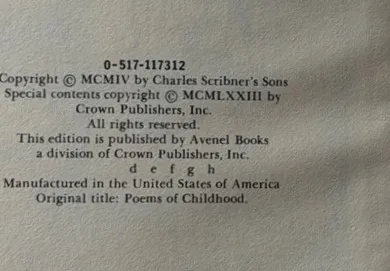 0-517-117312
Copyright © MCMIV by Charles Scribner's Sons
Special contents copyright © MCMLXXIII by
Crown Publishers, Inc.
All rights reserved.
This edition is published by Avenel Books
a division of Crown Publishers, Inc.
d e f g h
Manufactured in the United States of America
Original title: Poems of Childhood.